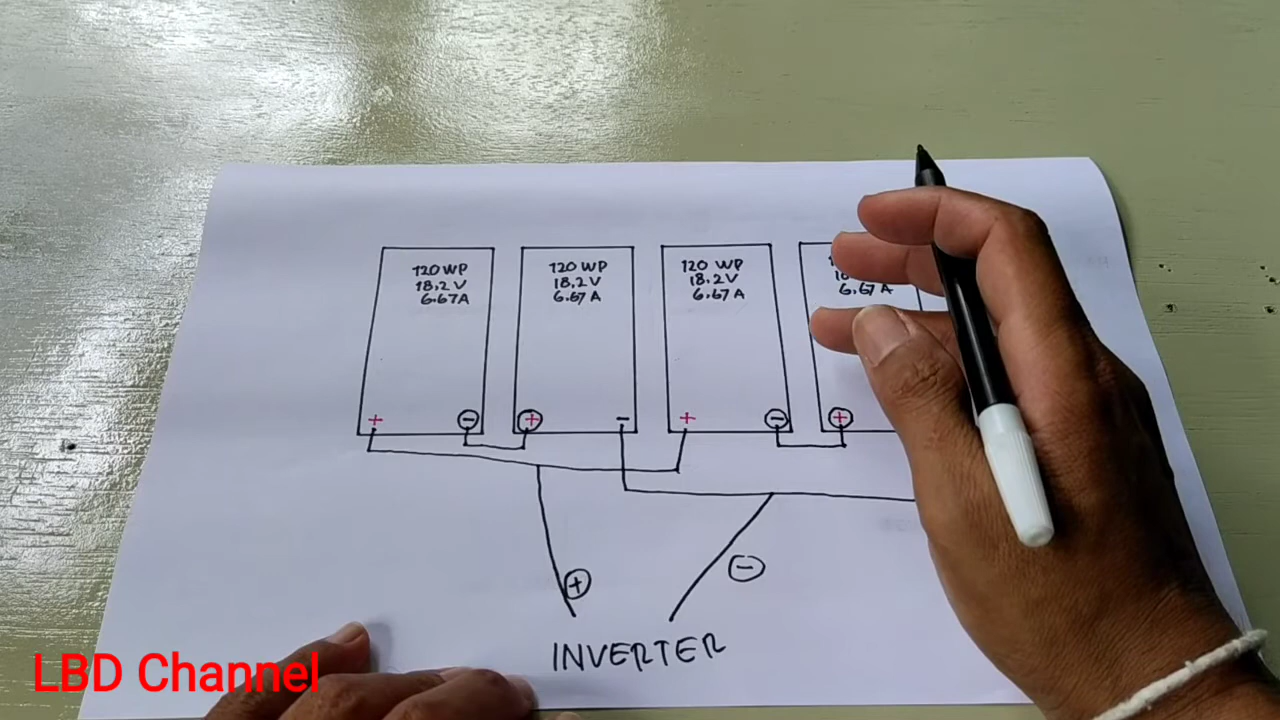 120 WP
18,2 V
6.67 A
120 WP
18,2 V
6.67 A
120 WP
18,2 V
6.67 A
6.67 A
+
-
+
-
+
-
+
+
-
INVERTER
LBD Channel